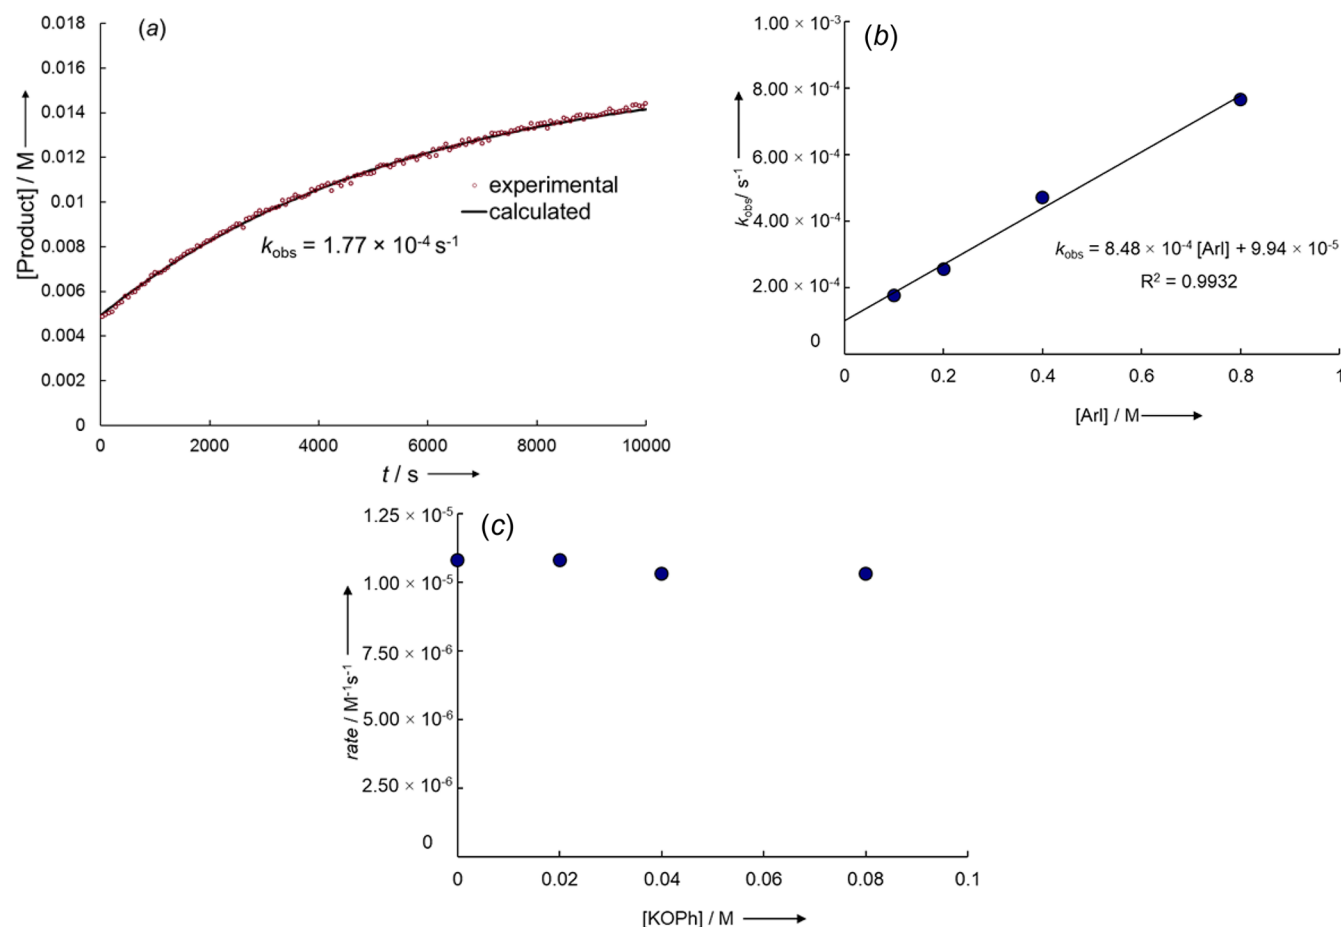 (a)
0.018
0.016
0.014
0.012
0.01
0.008
0.006
0.004
0.002
0
[Product] / M
experimental
calculated
k_obs = 1.77 × 10⁻⁴ s⁻¹
0 2000 4000 6000 8000 10000
t / s
(b)
1.00 × 10⁻³
8.00 × 10⁻⁴
6.00 × 10⁻⁴
4.00 × 10⁻⁴
2.00 × 10⁻⁴
0
k_obs/ s⁻¹
k_obs = 8.48 × 10⁻⁴ [ArI] + 9.94 × 10⁻⁵
R² = 0.9932
0 0.2 0.4 0.6 0.8 1
[ArI] / M
(c)
1.25 × 10⁻⁵
1.00 × 10⁻⁵
7.50 × 10⁻⁶
5.00 × 10⁻⁶
2.50 × 10⁻⁶
0
rate / M⁻¹s⁻¹
0 0.02 0.04 0.06 0.08 0.1
[KOPh] / M